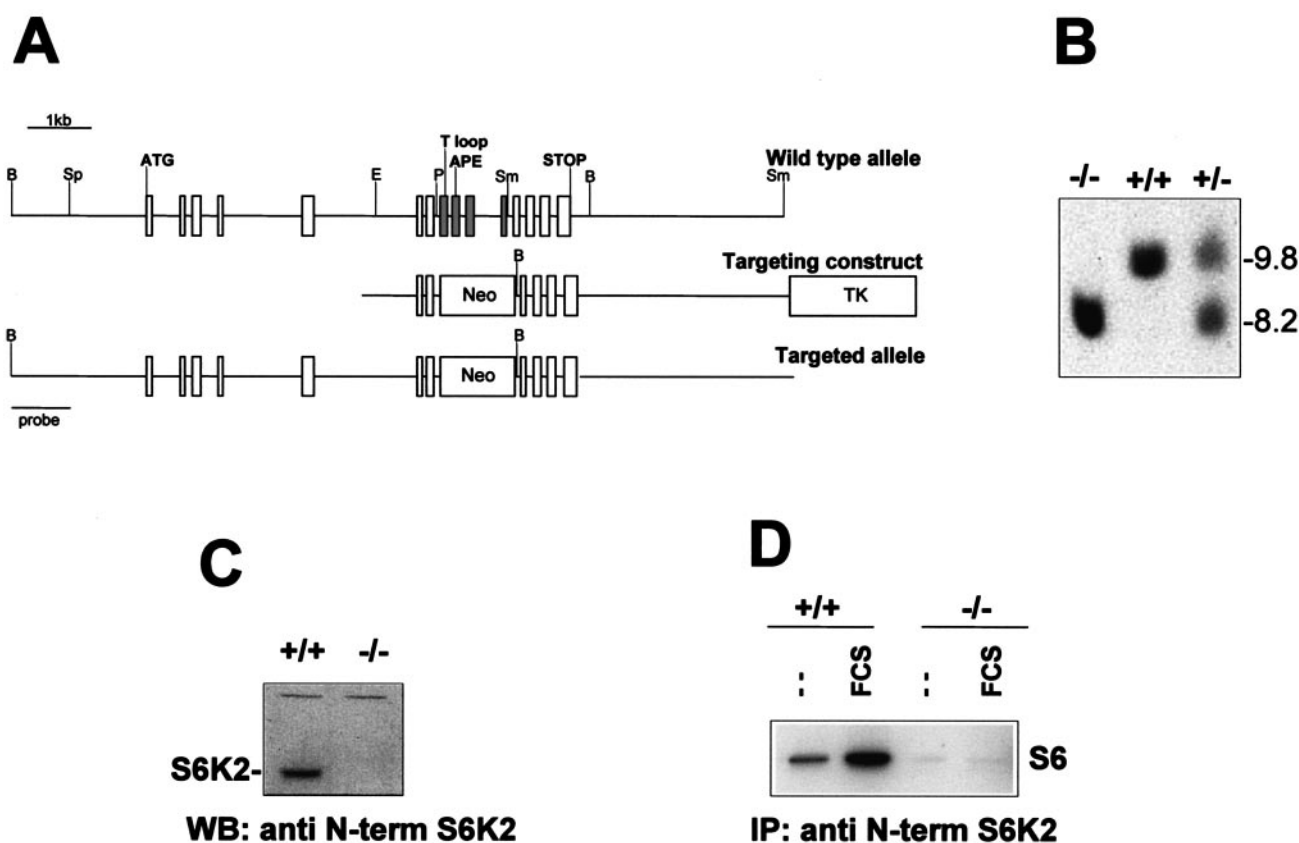 A
1kb
B Sp ATG E P T loop APE Sm STOP B Wild type allele Sm
B Targeting construct
Neo TK
B B Targeted allele
Neo
probe
B
-/- +/+ +/-
-9.8
-8.2
C
+/+ -/-
S6K2-
WB: anti N-term S6K2
D
+/+ -/-
-- FCS -- FCS
S6
IP: anti N-term S6K2